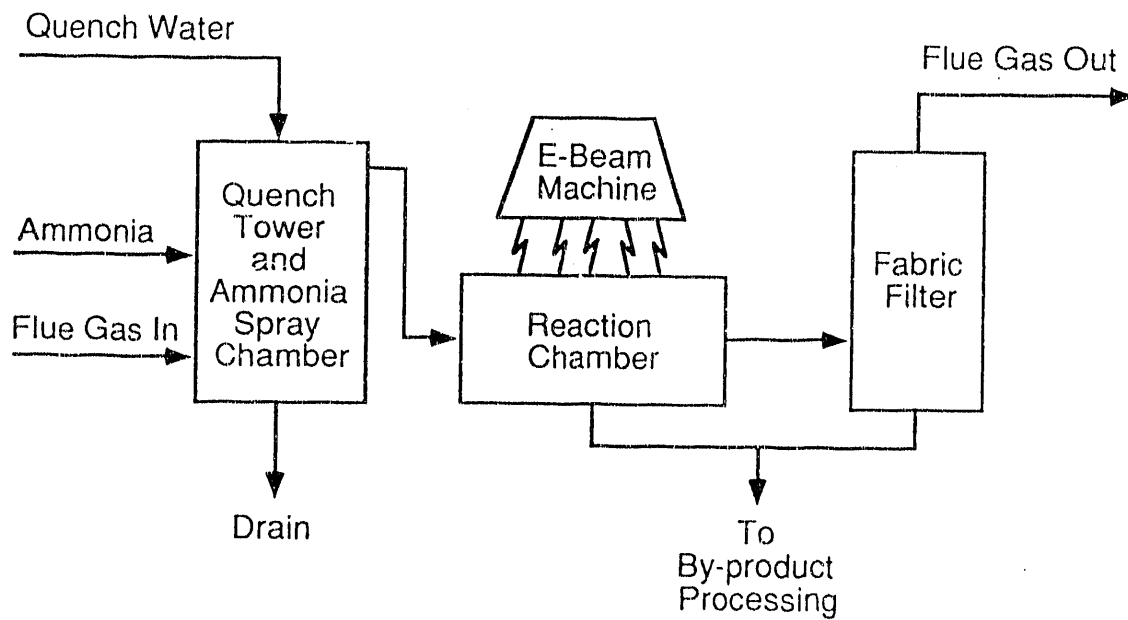 Quench Water
Flue Gas Out
E-Beam
Machine
Quench
Tower
and
Ammonia
Spray
Chamber
Ammonia
Flue Gas In
Reaction
Chamber
Fabric
Filter
Drain
To
By-product
Processing